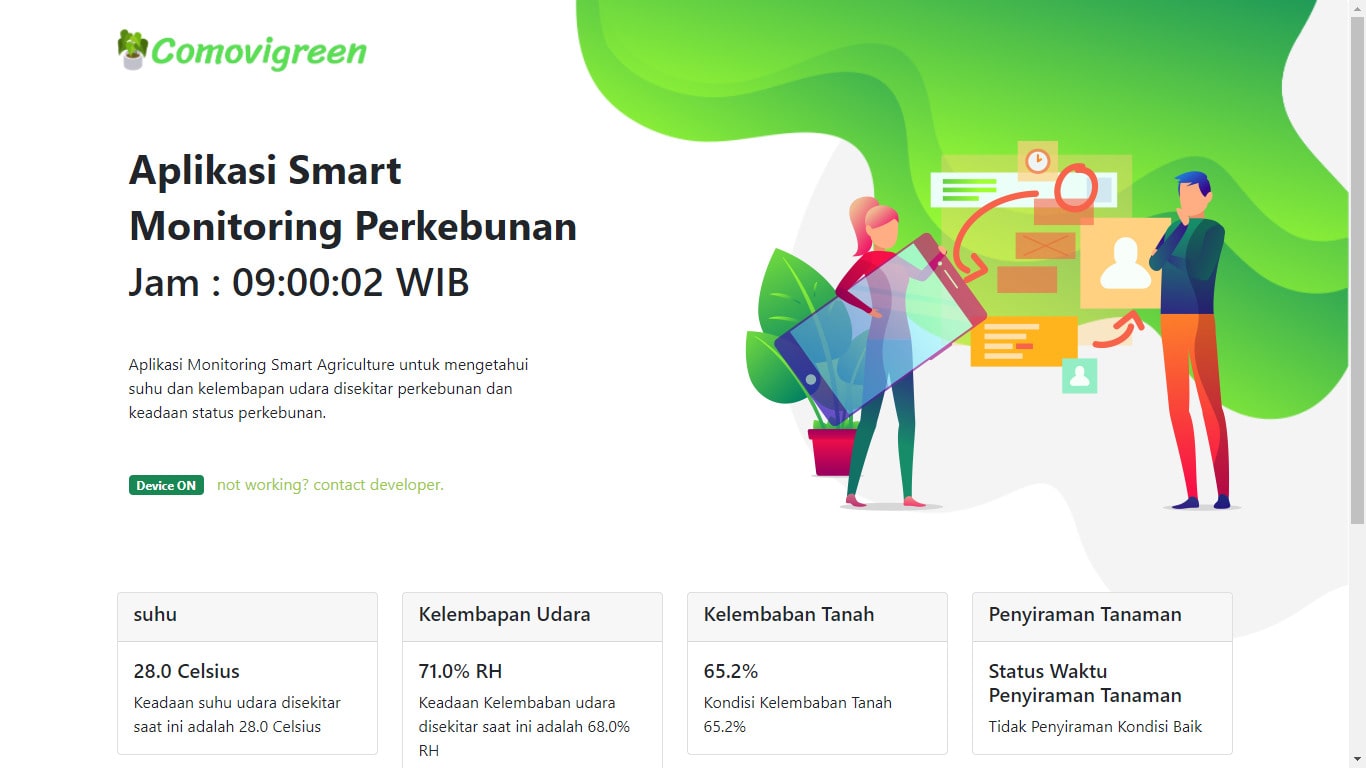 Comovigreen
Aplikasi Smart
Monitoring Perkebunan
Jam : 09:00:02 WIB
Aplikasi Monitoring Smart Agriculture untuk mengetahui
suhu dan kelembapan udara disekitar perkebunan dan
keadaan status perkebunan.
Device ON not working? contact developer.
suhu
28.0 Celsius
Keadaan suhu udara disekitar
saat ini adalah 28.0 Celsius
Kelembapan Udara
71.0% RH
Keadaan Kelembaban udara
disekitar saat ini adalah 68.0%
RH
Kelembaban Tanah
65.2%
Kondisi Kelembaban Tanah
65.2%
Penyiraman Tanaman
Status Waktu
Penyiraman Tanaman
Tidak Penyiraman Kondisi Baik